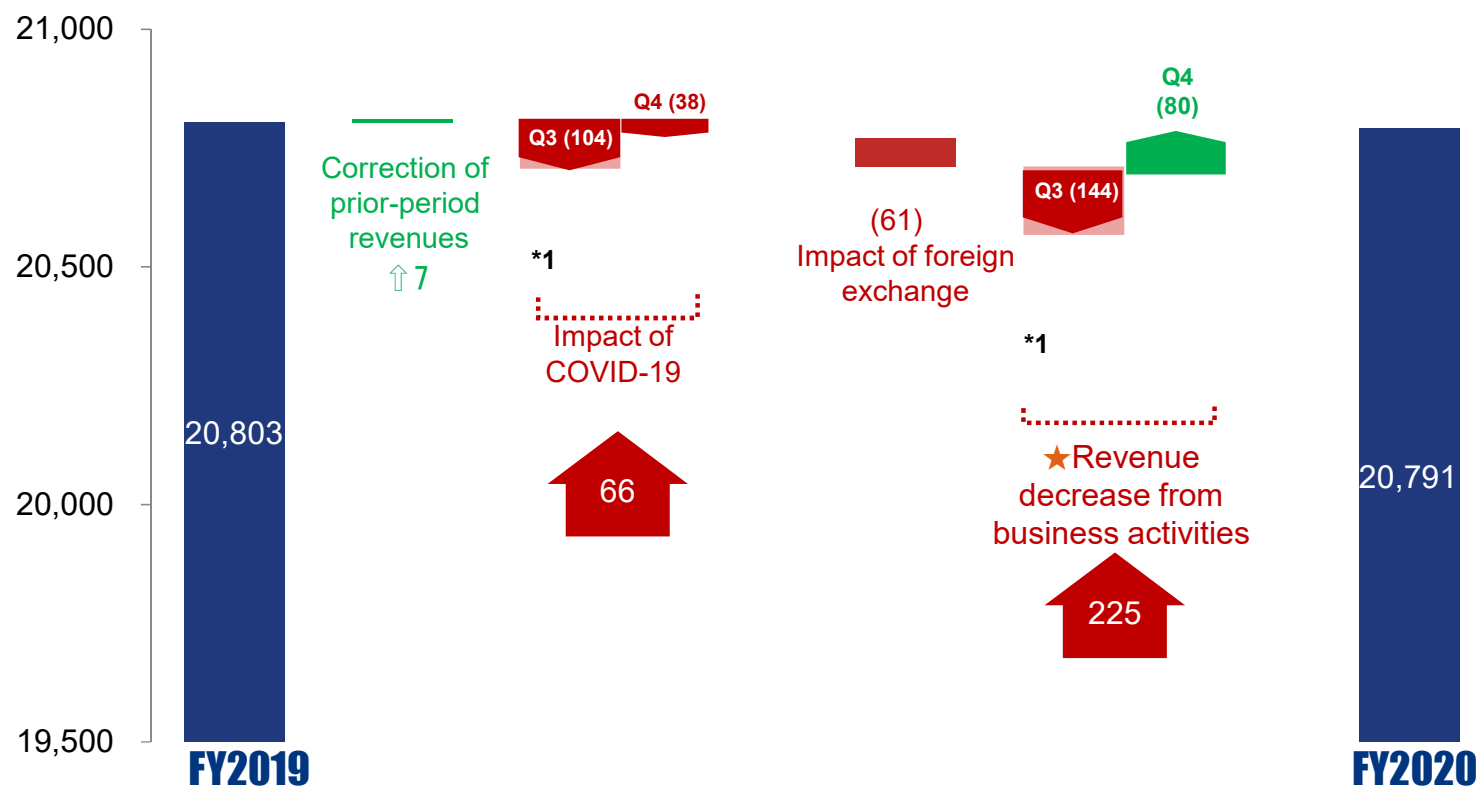 21,000
20,500
20,000
19,500
20,803
FY2019
Correction of
prior-period
revenues
⇧7
Q3 (104)
Q4 (38)
*1
Impact of
COVID-19
66
(61)
Impact of foreign
exchange
Q3 (144)
Q4
(80)
*1
★Revenue
decrease from
business activities
225
20,791
FY2020